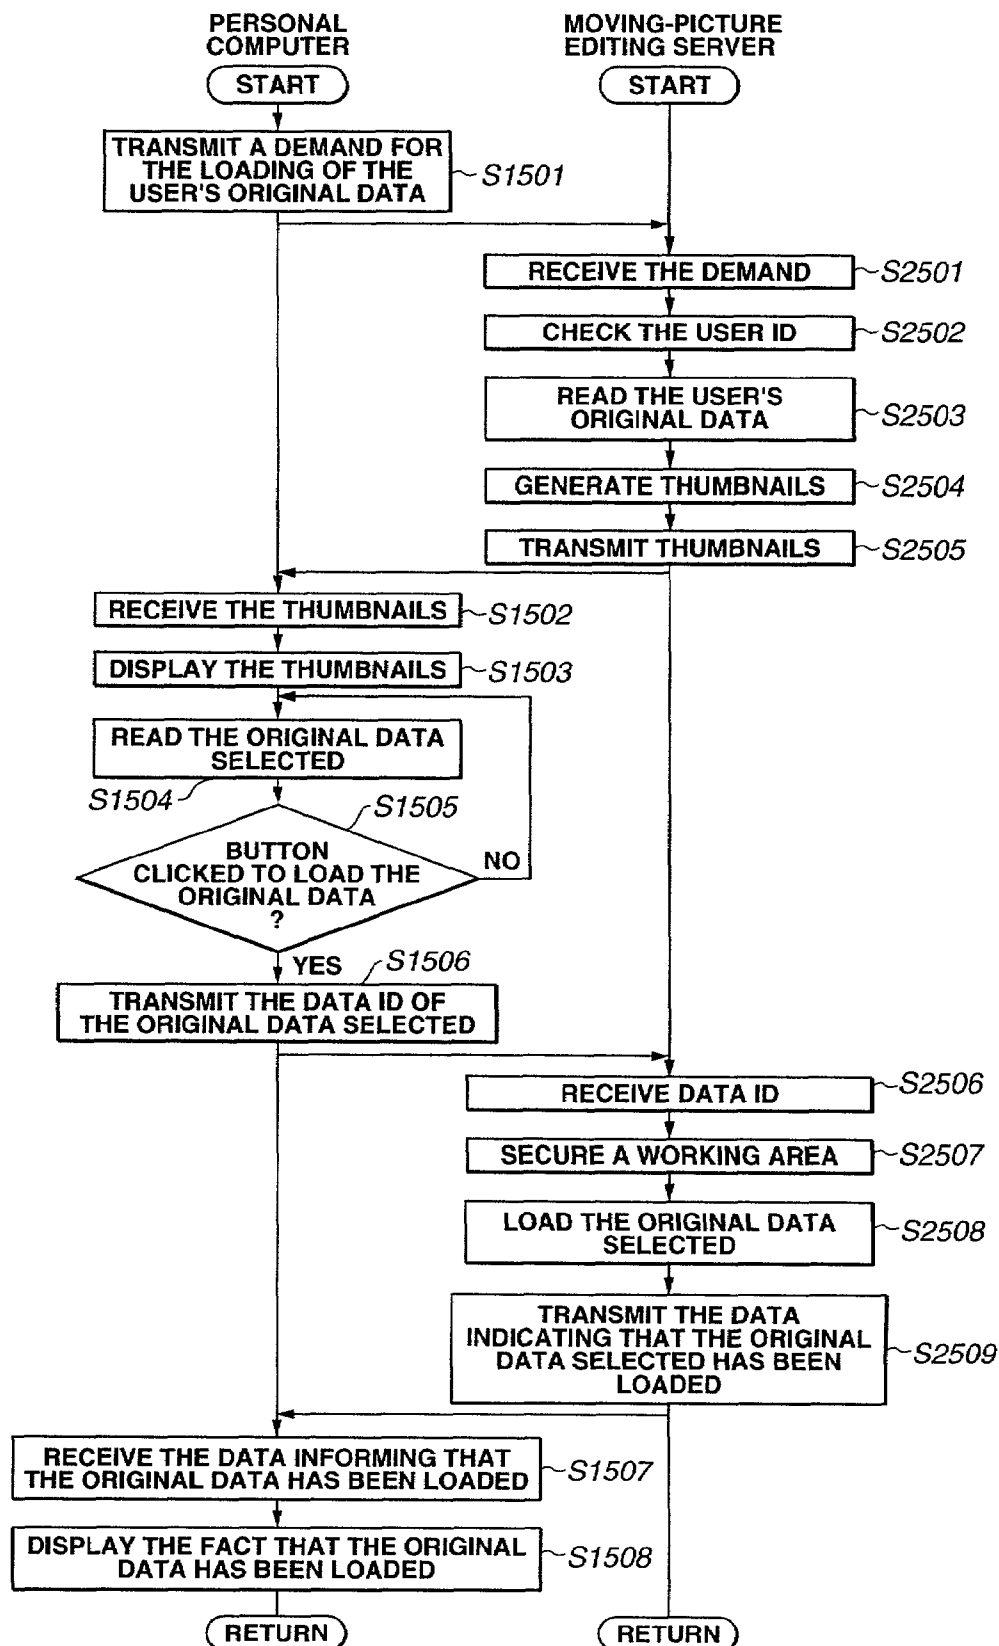 PERSONAL
COMPUTER
MOVING-PICTURE
EDITING SERVER
START
START
TRANSMIT A DEMAND FOR
THE LOADING OF THE
USER'S ORIGINAL DATA
S1501
RECEIVE THE DEMAND
S2501
CHECK THE USER ID
S2502
READ THE USER'S
ORIGINAL DATA
S2503
GENERATE THUMBNAILS
S2504
TRANSMIT THUMBNAILS
S2505
RECEIVE THE THUMBNAILS
S1502
DISPLAY THE THUMBNAILS
S1503
READ THE ORIGINAL DATA
SELECTED
S1504
S1505
BUTTON
CLICKED TO LOAD THE
ORIGINAL DATA
?
NO
YES
S1506
TRANSMIT THE DATA ID OF
THE ORIGINAL DATA SELECTED
RECEIVE DATA ID
S2506
SECURE A WORKING AREA
S2507
LOAD THE ORIGINAL DATA
SELECTED
S2508
TRANSMIT THE DATA
INDICATING THAT THE ORIGINAL
DATA SELECTED HAS BEEN
LOADED
S2509
RECEIVE THE DATA INFORMING THAT
THE ORIGINAL DATA HAS BEEN LOADED
S1507
DISPLAY THE FACT THAT THE ORIGINAL
DATA HAS BEEN LOADED
S1508
RETURN
RETURN